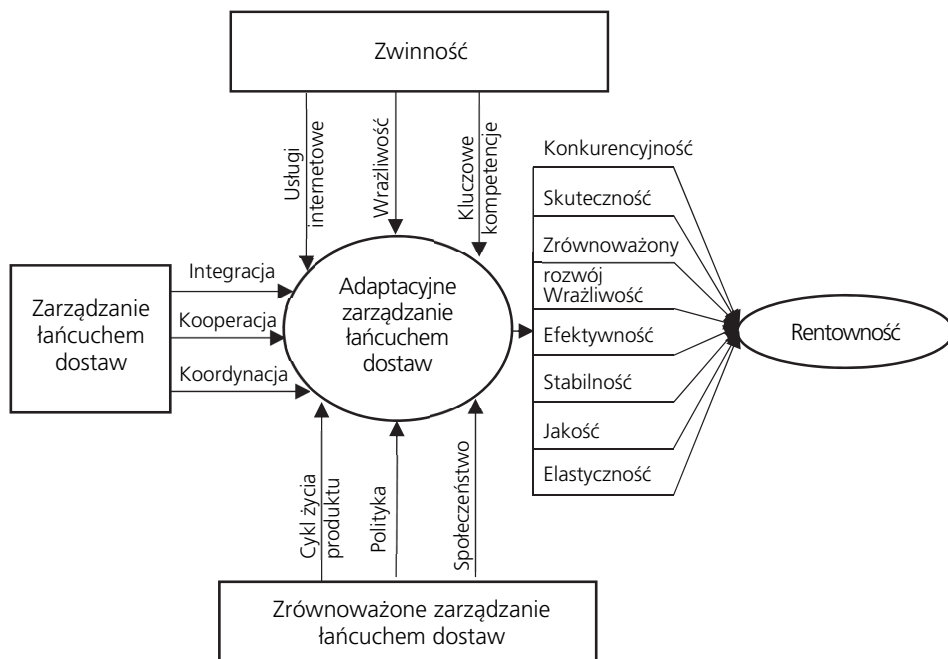 Zwinność
Usługi
internetowe
Wrażliwość
Kluczowe
kompetencje
Zarządzanie
łańcuchem
dostaw
Integracja
Kooperacja
Koordynacja
Adaptacyjne
zarządzanie
łańcuchem
dostaw
Konkurencyjność
Skuteczność
Zrównoważony
rozwój
Wrażliwość
Efektywność
Stabilność
Jakość
Elastyczność
Rentowność
Cykl życia
produktu
Polityka
Społeczeństwo
Zrównoważone zarządzanie
łańcuchem dostaw